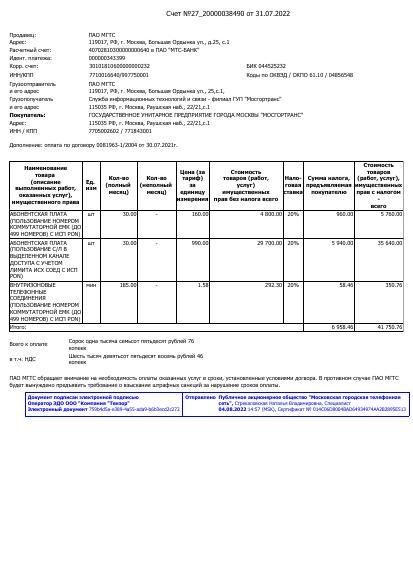 Счет №27_20000038490 от 31.07.2022
Продавец: ПАО МГТС
Адрес: 119017, РФ, г. Москва, Большая Ордынка ул., д.25, с.1
Расчетный счет: в ПАО "МТС-БАНК"
Идент. платежа: 000000343399
Корр. счет: БИК 044525232
ИНН/КПП 7710016640/997750001 Коды по ОКВЭД / ОКПО 61.10 / 04856548
Грузоотправитель ПАО МГТС
и его адрес 119017, РФ, г. Москва, Большая Ордынка ул., 25,с.1,
Грузополучатель Служба информационных технологий и связи - филиал ГУП "Мосгортранс"
и его адрес 115035 РФ, г. Москва, Раушская наб., 22/21,с.1
Покупатель: ГОСУДАРСТВЕННОЕ УНИТАРНОЕ ПРЕДПРИЯТИЕ ГОРОДА МОСКВЫ "МОСГОРТРАНС"
Адрес: 115035 РФ, г. Москва, Раушская наб., 22/21,с.1
ИНН / КПП 7705002602 / 771843001
Дополнение: оплата по договору 0081963-1/2004 от 30.07.2021г.
Наименование товара (описание выполненных работ, оказанных услуг), имущественного права
Ед. изм
Кол-во (полный месяц)
Кол-во (неполный месяц)
Цена (за тариф) за единицу измерения
Стоимость товаров (работ, услуг) имущественных прав без налога всего
Нало-говая ставка
Сумма налога, предъявляемая покупателю
Стоимость товаров (работ, услуг), имущественных прав с налогом - всего
АБОНЕНТСКАЯ ПЛАТА (ПОЛЬЗОВАНИЕ НОМЕРОМ КОММУТАТОРНОЙ ЕМК (ДО 499 НОМЕРОВ) С ИСП PON) шт 30.00 - 160.00 4 800.00 20% 960.00 5 760.00
АБОНЕНТСКАЯ ПЛАТА (ПОЛЬЗОВАНИЕ С/Л В ВЫДЕЛЕННОМ КАНАЛЕ ДОСТУПА С УЧЕТОМ ЛИМИТА ИСХ СОЕД С ИСП PON) шт 30.00 - 990.00 29 700.00 20% 5 940.00 35 640.00
ВНУТРИЗОНОВЫЕ ТЕЛЕФОННЫЕ СОЕДИНЕНИЯ (ПОЛЬЗОВАНИЕ НОМЕРОМ КОММУТАТОРНОЙ ЕМК (ДО 499 НОМЕРОВ) С ИСП PON) мин 185.00 - 1.58 292.30 20% 58.46 350.76
Итого: 6 958.46 41 750.76
Всего к оплате Сорок одна тысяча семьсот пятьдесят рублей 76
копеек
в т.ч. НДС Шесть тысяч девятьсот пятьдесят восемь рублей 46
копеек
ПАО МГТС обращает внимание на необходимость оплаты оказанных услуг в сроки, установленные условиями договора. В противном случае ПАО МГТС
будет вынуждено предъявить требования о взыскании штрафных санкций за нарушение сроков оплаты.
Документ подписан электронной подписью
Оператор ЭДО ООО "Компания "Тензор"
Электронный документ
Отправлено Публичное акционерное общество "Московская городская телефонная
сеть", Стрекаловская Наталья Владимировна, Специалист
04.08.2022 14:57 (MSK), Сертификат №